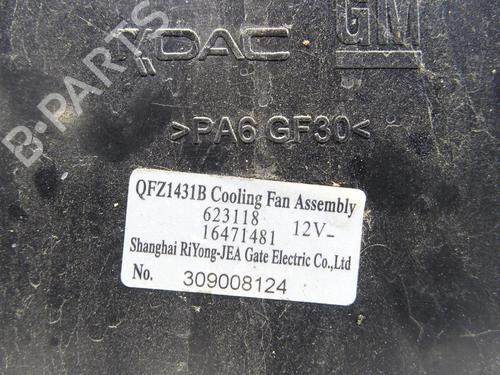 KDAC GM
>PA6 GF30<
B-PARTS
QFZ1431B Cooling Fan Assembly
623118 12V-
16471481
Shanghai RiYong-JEA Gate Electric Co.,Ltd
No. 309008124